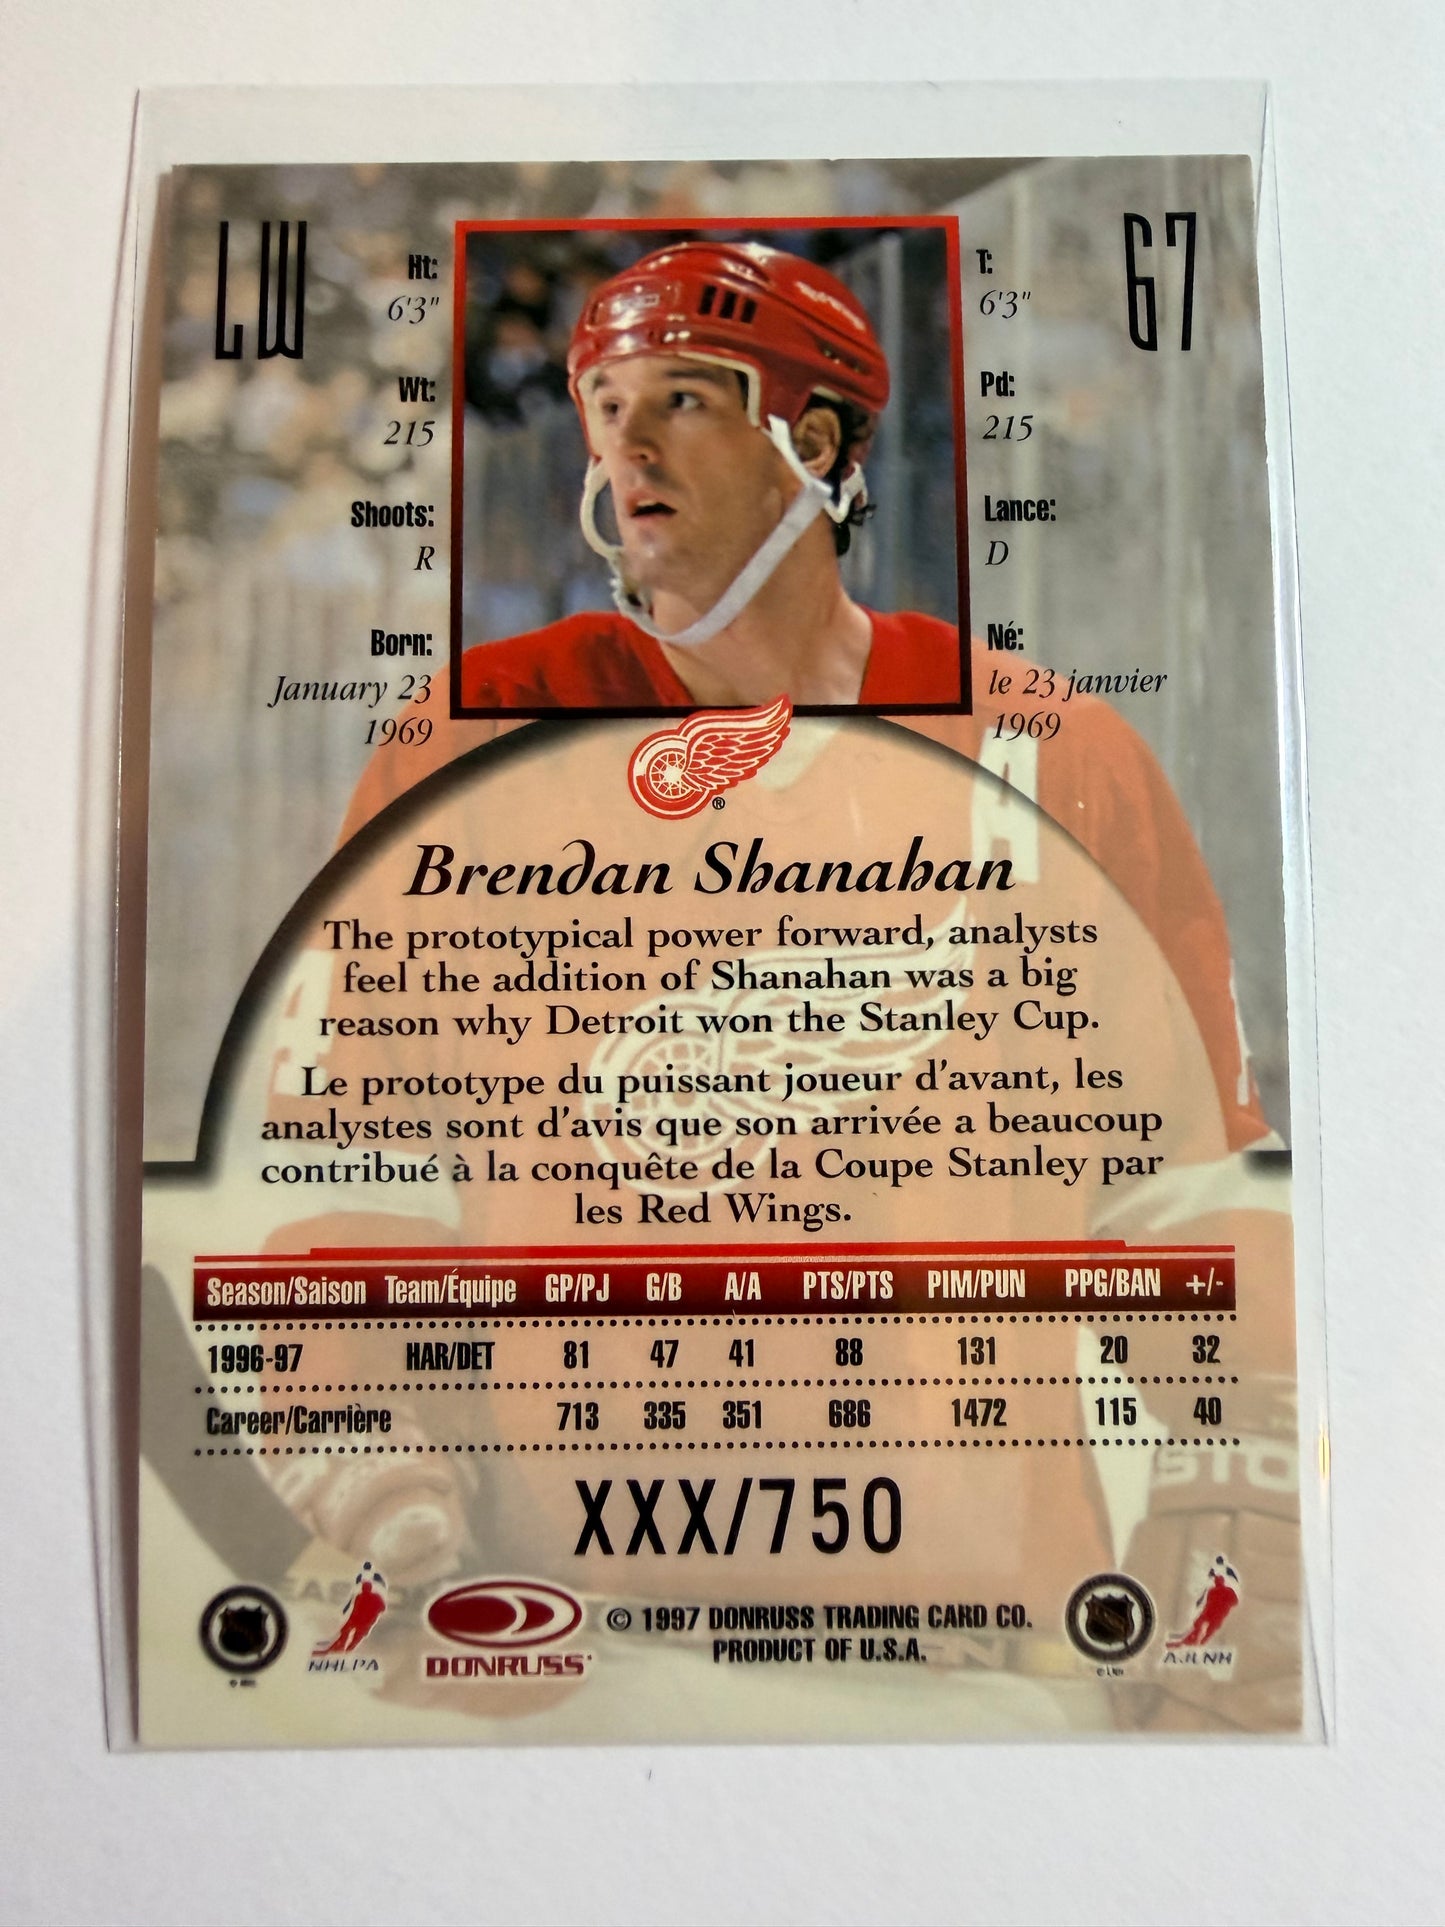 LW
67
Ht:
6'3"
Wt:
215
Shoots:
R
Born:
January 23
1969
T:
6'3"
Pd:
215
Lance:
D
Né:
le 23 janvier
1969
A
®
Brendan Shanahan
The prototypical power forward, analysts
feel the addition of Shanahan was a big
reason why Detroit won the Stanley Cup.
Le prototype du puissant joueur d'avant, les
analystes sont d'avis que son arrivée a beaucoup
contribué à la conquête de la Coupe Stanley par
les Red Wings.
Season/Saison Team/Équipe GP/PJ G/B A/A PTS/PTS PIM/PUN PPG/BAN +/-
1996-97 HAR/DET 81 47 41 88 131 20 32
Career/Carrière 713 335 351 686 1472 115 40
XXX/750
NHLPA
DONRUSS
© 1997 DONRUSS TRADING CARD CO.
PRODUCT OF U.S.A.
A.J.L.NH